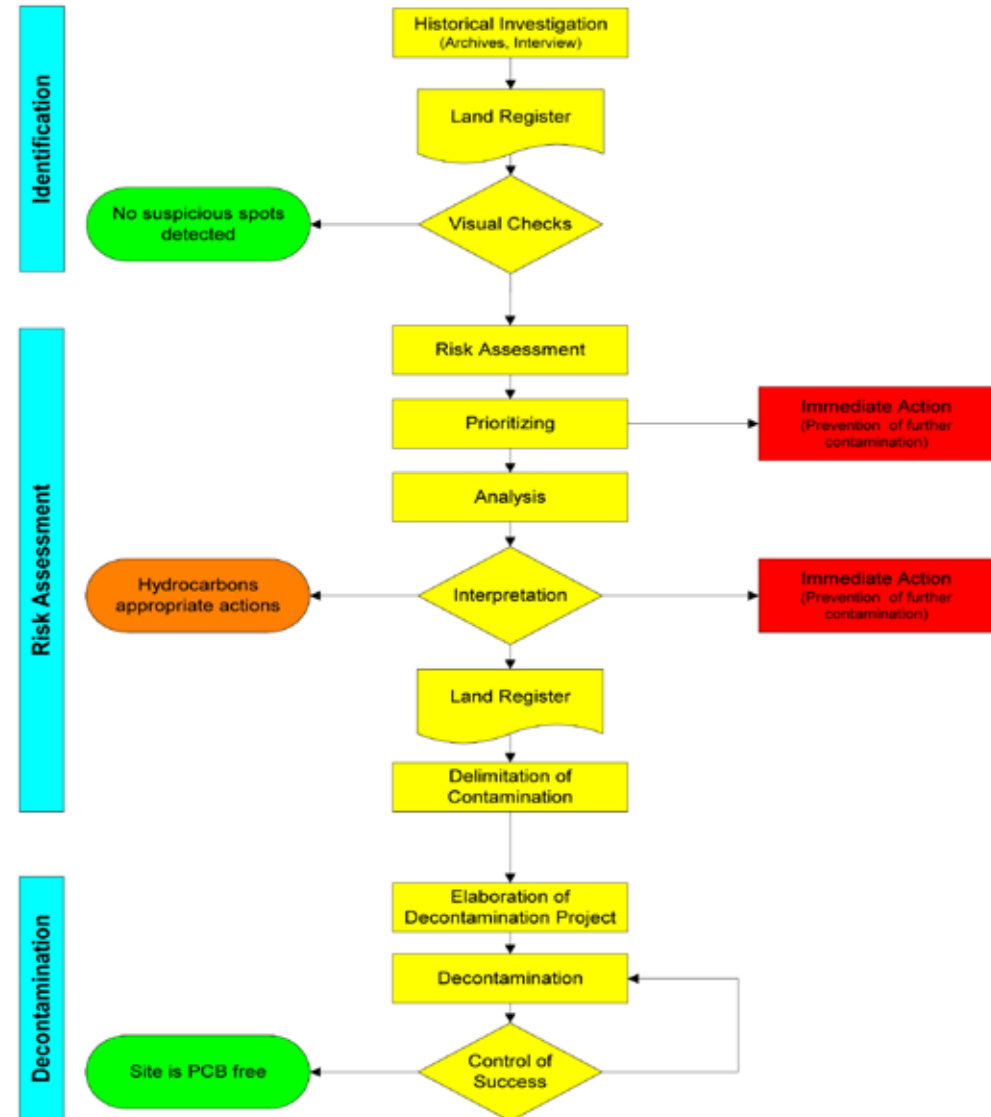 Identification
Historical Investigation
(Archives, Interview)
Land Register
No suspicious spots
detected
Visual Checks
Risk Assessment
Risk Assessment
Prioritizing
Immediate Action
(Prevention of further
contamination)
Analysis
Hydrocarbons
appropriate actions
Interpretation
Immediate Action
(Prevention of further
contamination)
Land Register
Delimitation of
Contamination
Decontamination
Elaboration of
Decontamination Project
Decontamination
Site is PCB free
Control of
Success